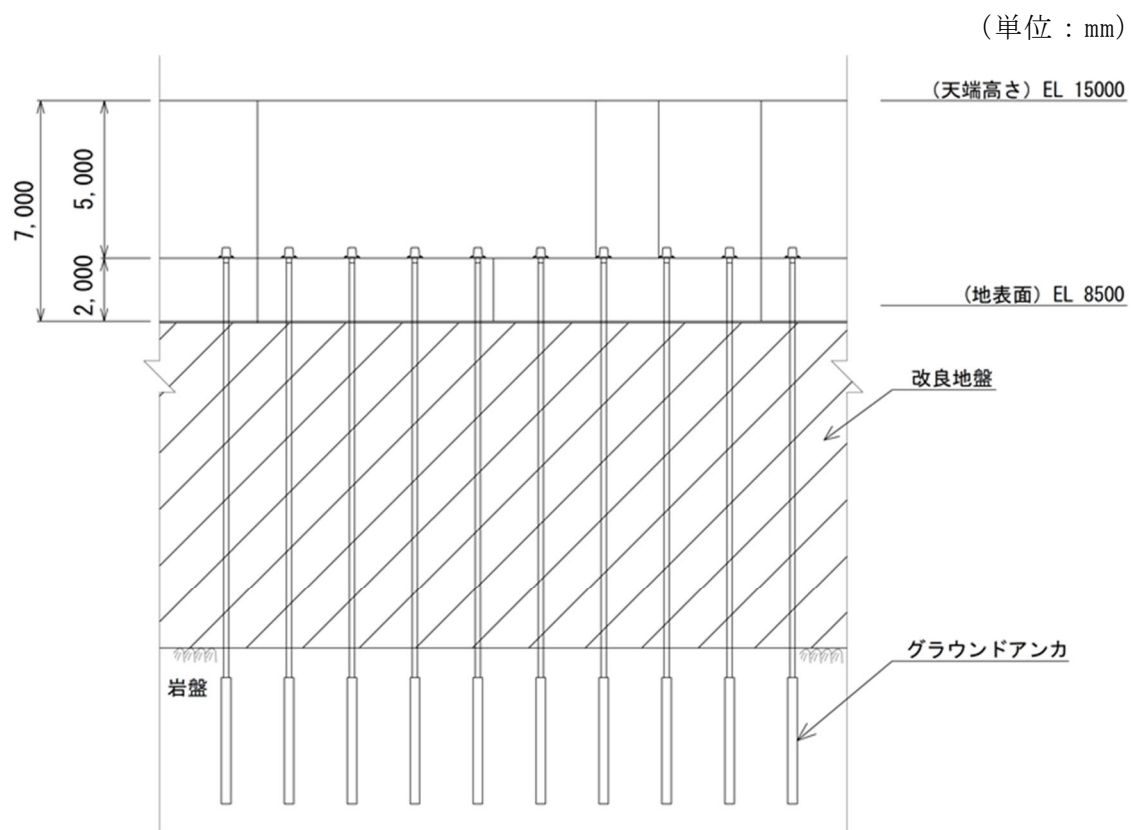 (単位：mm)
(天端高さ) EL 15000
7,000
5,000
2,000
(地表面) EL 8500
改良地盤
グラウンドアンカ
岩盤